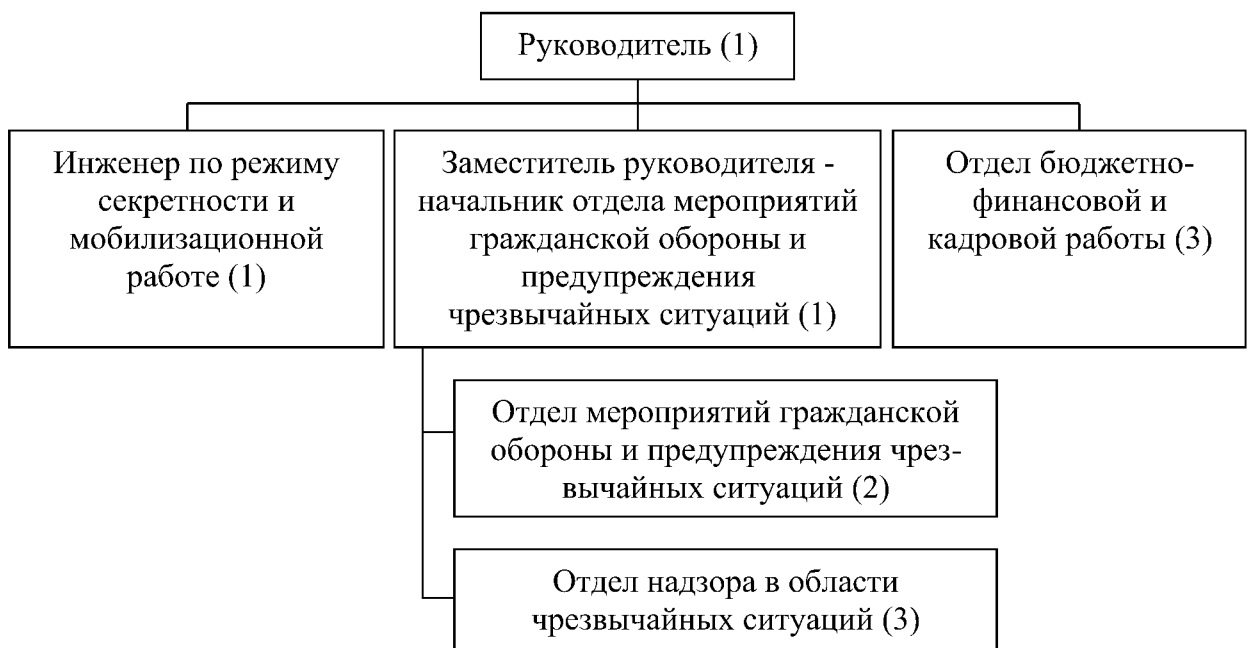 Руководитель (1)
Инженер по режиму
секретности и
мобилизационной
работе (1)
Заместитель руководителя -
начальник отдела мероприятий
гражданской обороны и
предупреждения
чрезвычайных ситуаций (1)
Отдел бюджетно-
финансовой и
кадровой работы (3)
Отдел мероприятий гражданской
обороны и предупреждения чрез-
вычайных ситуаций (2)
Отдел надзора в области
чрезвычайных ситуаций (3)